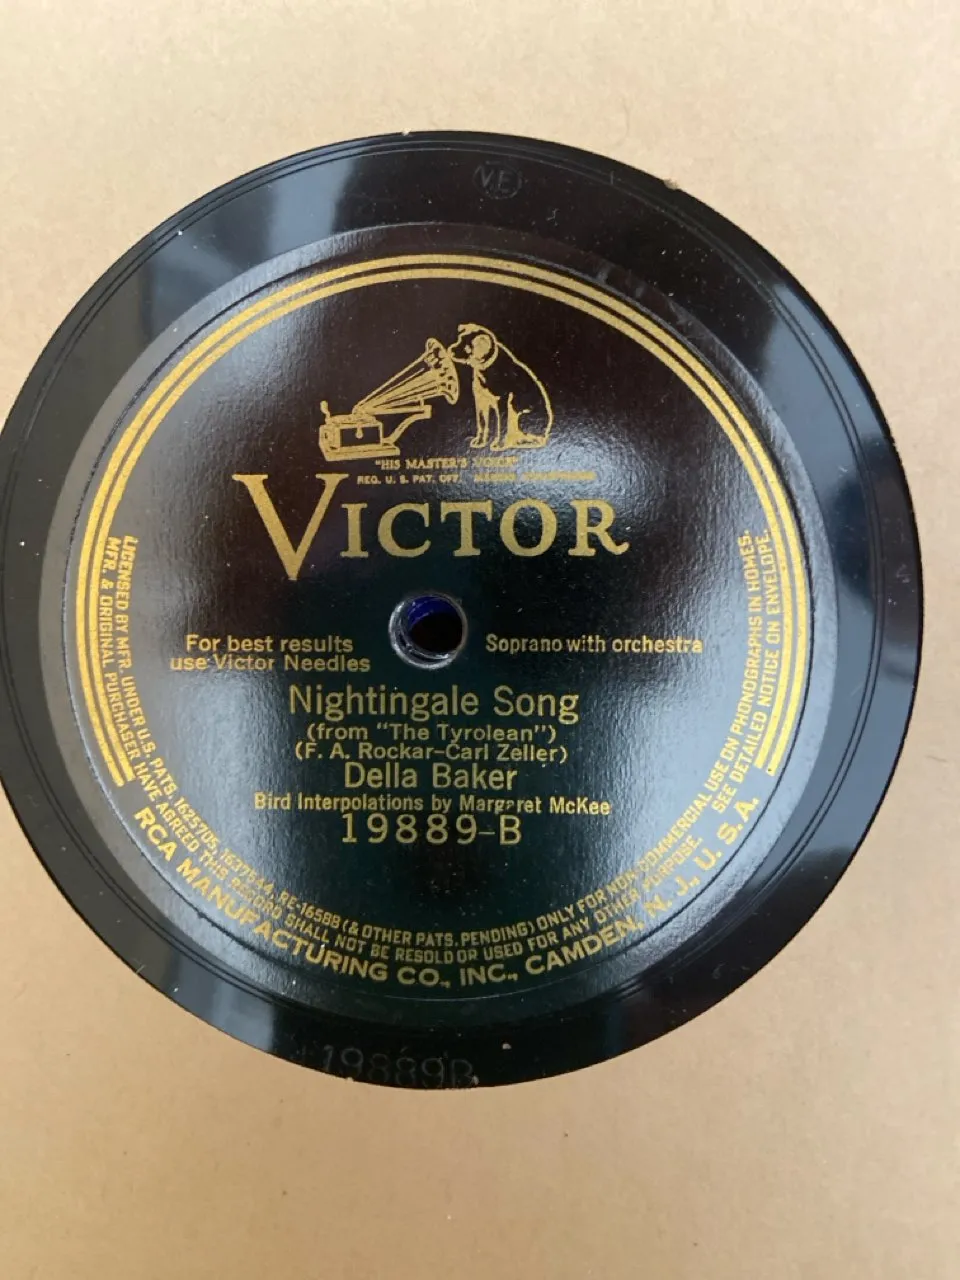 VE
"HIS MASTER'S VOICE"
REG. U. S. PAT. OFF.
VICTOR
For best results
use Victor Needles
Soprano with orchestra
Nightingale Song
(from "The Tyrolean")
(F. A. Rockar-Carl Zeller)
Della Baker
Bird Interpolations by Margaret McKee
19889-B
LICENSED BY MFR. UNDER U.S. PATS. 1625705, 1637544, RE-16588 (& OTHER PATS. PENDING) ONLY FOR NON-COMMERCIAL USE ON PHONOGRAPHS IN HOMES.
MFR. & ORIGINAL PURCHASER HAVE AGREED THIS RECORD SHALL NOT BE RESOLD OR USED FOR ANY OTHER PURPOSE. SEE DETAILED NOTICE ON ENVELOPE.
RCA MANUFACTURING CO., INC., CAMDEN, N. J., U. S. A.
19889B